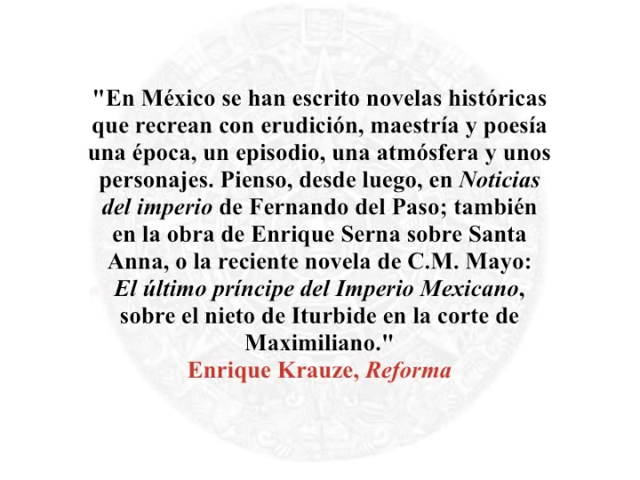 "En México se han escrito novelas históricas
que recrean con erudición, maestría y poesía
una época, un episodio, una atmósfera y unos
personajes. Pienso, desde luego, en Noticias
del imperio de Fernando del Paso; también
en la obra de Enrique Serna sobre Santa
Anna, o la reciente novela de C.M. Mayo:
El último príncipe del Imperio Mexicano,
sobre el nieto de Iturbide en la corte de
Maximiliano."
Enrique Krauze, Reforma